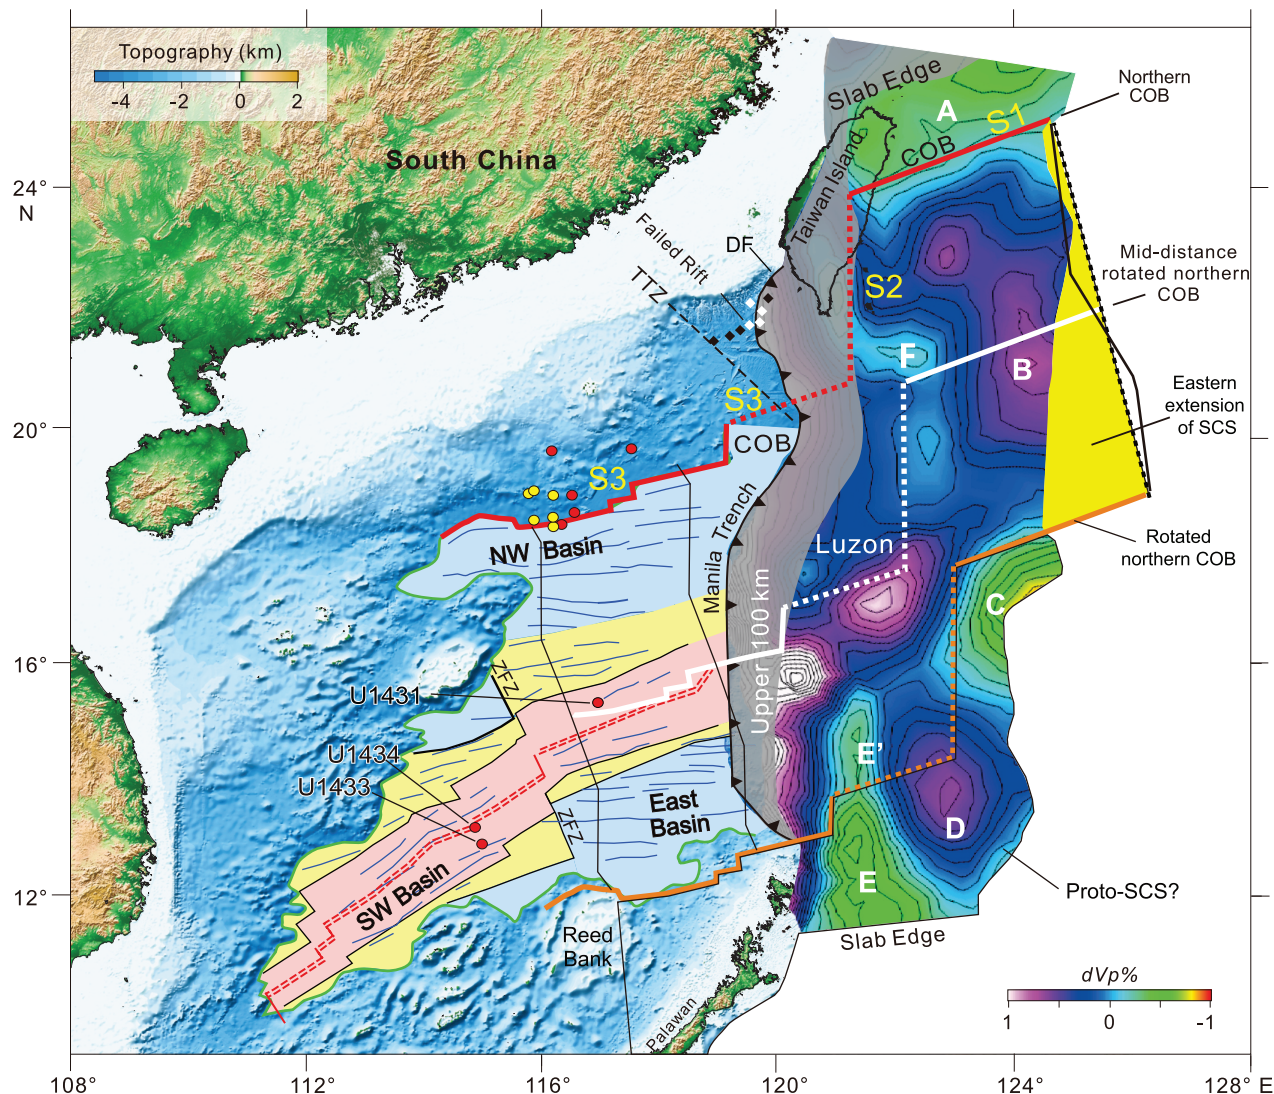 Topography (km)
-4
-2
0
2
South China
Slab Edge
A
S1
COB
Northern
COB
24°
N
Taiwan Island
Failed Rift
DF
TTZ
S2
Mid-distance
rotated northern
COB
F
B
Eastern
extension
of SCS
S3
20°
COB
S3
NW Basin
Manila Trench
Luzon
Rotated
northern COB
Upper 100 km
C
16°
ZFZ
U1431
U1434
U1433
E’
East
Basin
ZFZ
D
12°
SW Basin
E
Proto-SCS?
Reed
Bank
Slab Edge
Palawan
dVp%
1
0
-1
108°
112°
116°
120°
124°
128° E